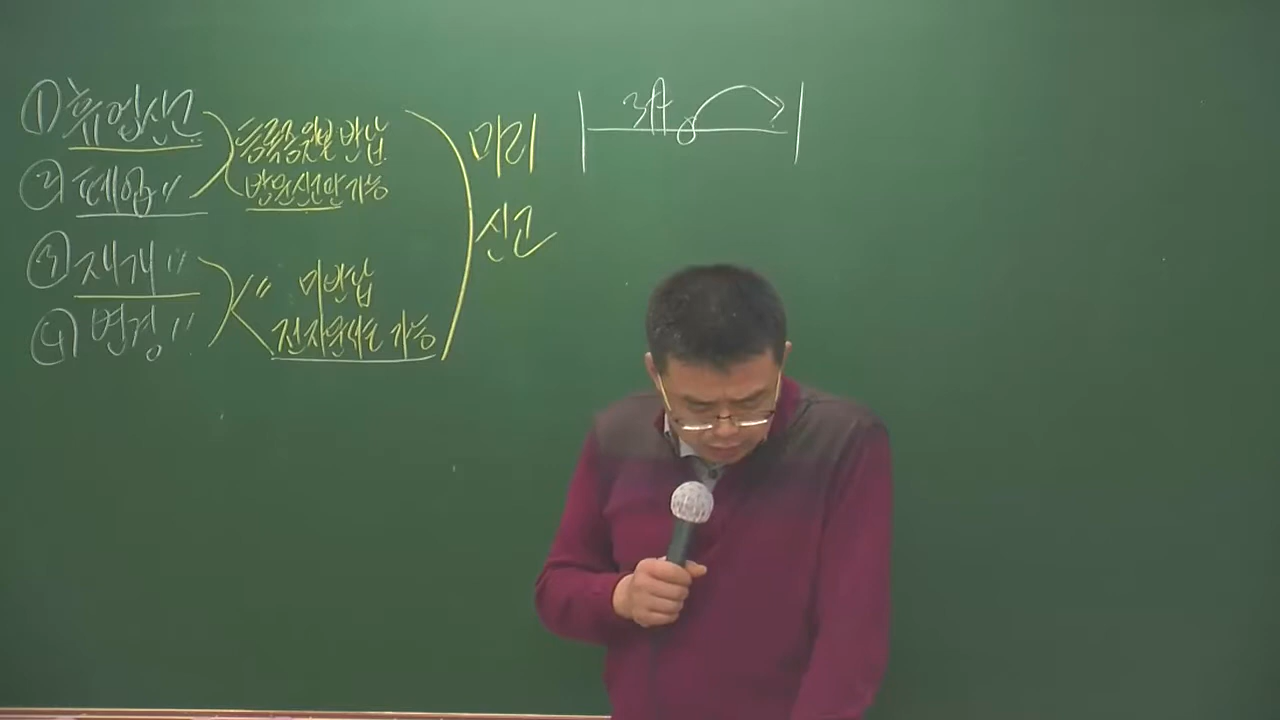 ① 휴업신고
② 폐업 〃
③ 재개 〃
④ 변경 〃
등록증 원본 반납
방문신고만 가능
〃 미반납
전자문서도 가능
미리
신고
3月